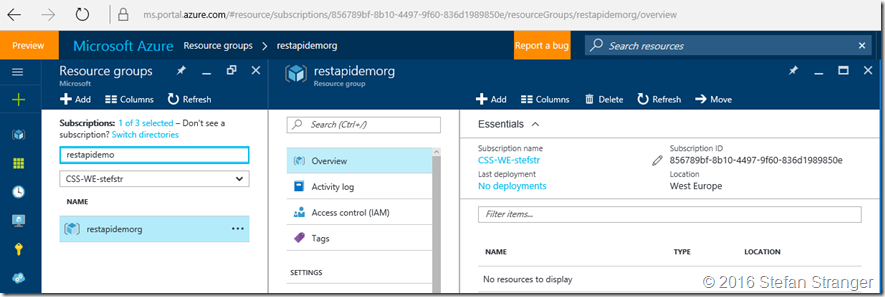 ms.portal.azure.com/#resource/subscriptions/856789bf-8b10-4497-9f60-836d1989850e/resourceGroups/restapidemorg/overview
Preview
Microsoft Azure Resource groups > restapidemorg
Report a bug
Search resources
Resource groups
Microsoft
Add Columns Refresh
Subscriptions: 1 of 3 selected – Don't see a
subscription? Switch directories
restapidemo
CSS-WE-stefstr
NAME
restapidemorg
restapidemorg
Resource group
Search (Ctrl+/)
Overview
Activity log
Access control (IAM)
Tags
SETTINGS
Add Columns Delete Refresh Move
Essentials
Subscription name
CSS-WE-stefstr
Last deployment
No deployments
Subscription ID
856789bf-8b10-4497-9f60-836d1989850e
Location
West Europe
Filter items...
NAME TYPE LOCATION
No resources to display
© 2016 Stefan Stranger